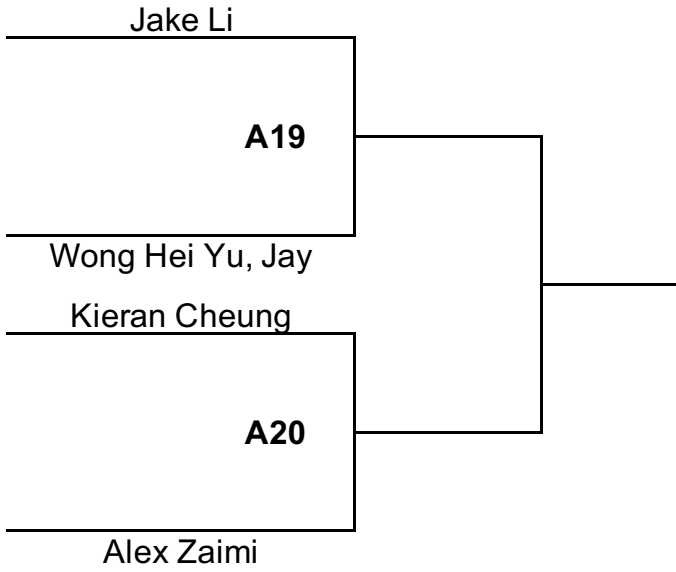 Jake Li
A19
Wong Hei Yu, Jay
Kieran Cheung
A20
Alex Zaimi